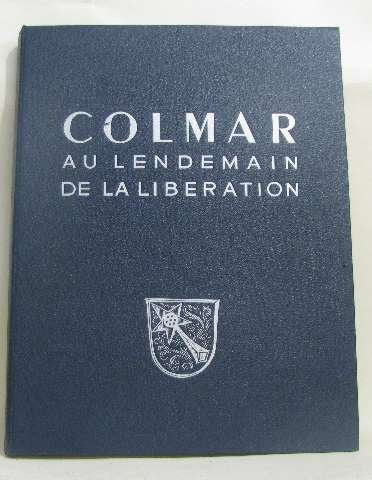 COLMAR
AU LENDEMAIN
DE LA LIBERATION